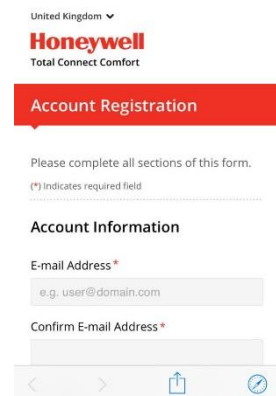 United Kingdom
Honeywell
Total Connect Comfort
Account Registration
Please complete all sections of this form.
(*) Indicates required field
Account Information
E-mail Address*
e.g. user@domain.com
Confirm E-mail Address*